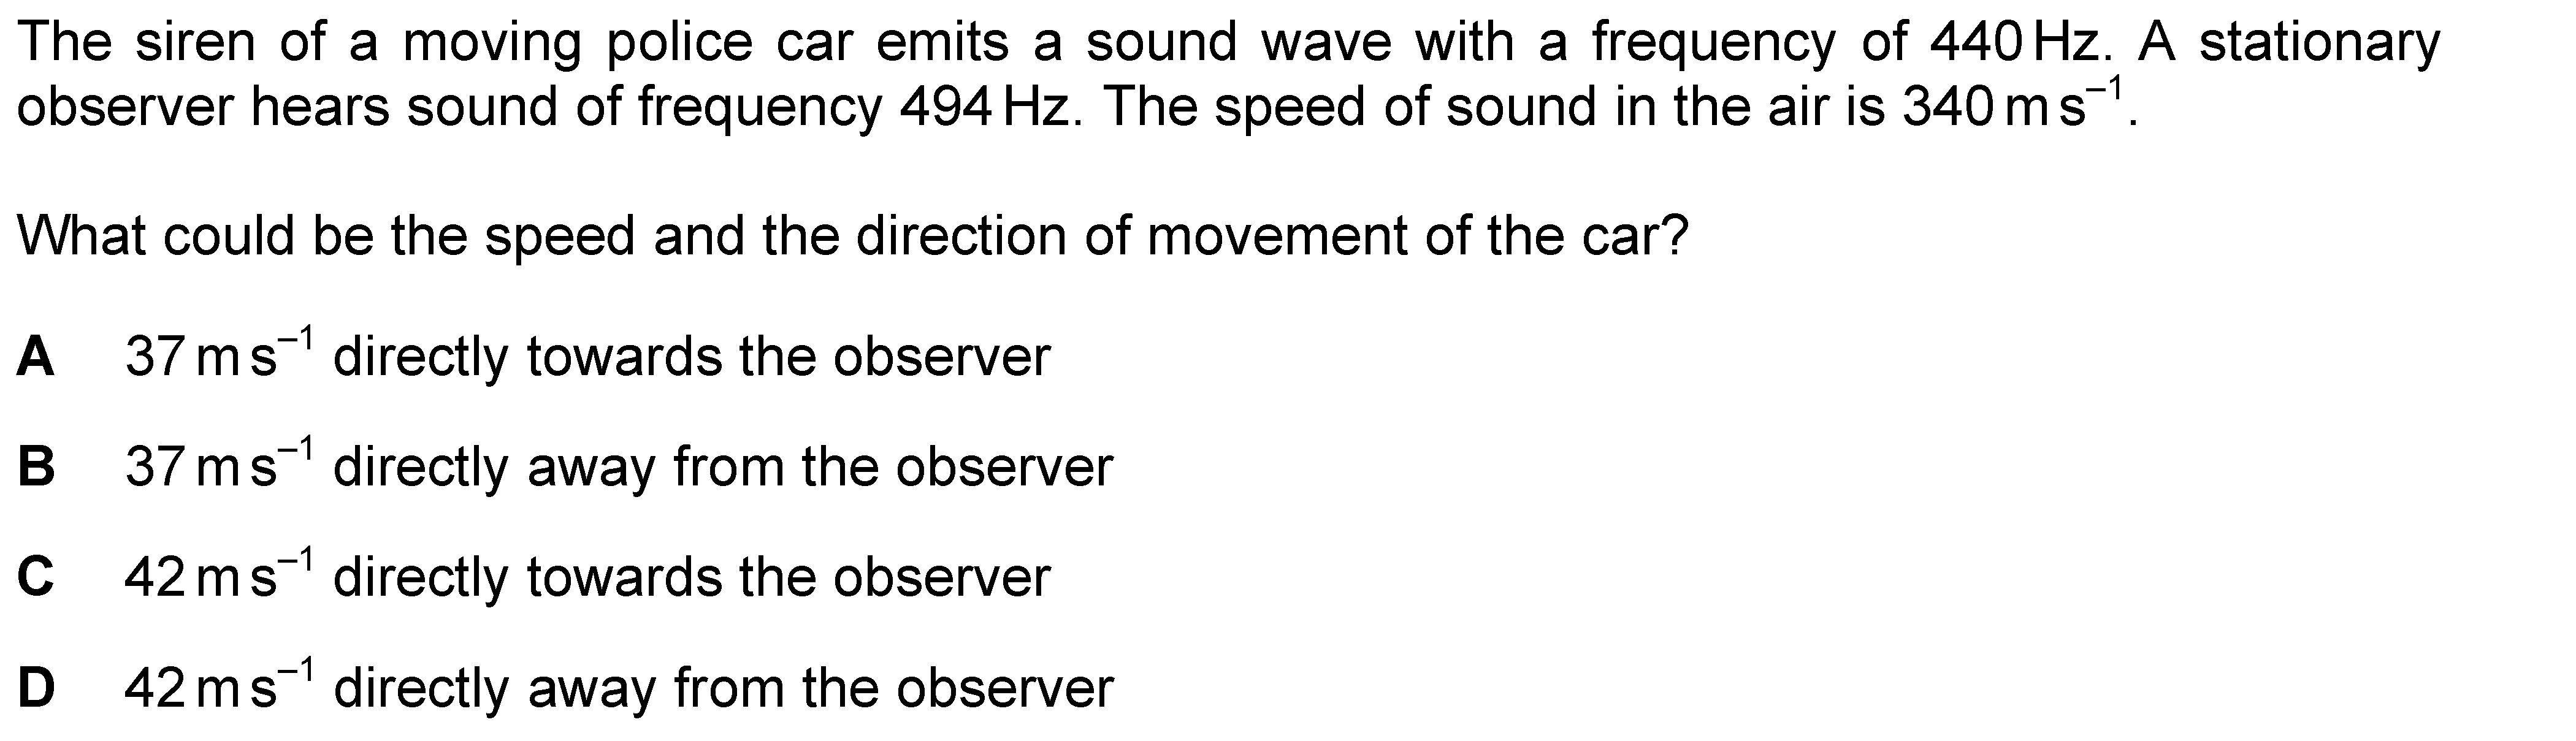 The siren of a moving police car emits a sound wave with a frequency of 440 Hz. A stationary
observer hears sound of frequency 494 Hz. The speed of sound in the air is 340 m s⁻¹.
What could be the speed and the direction of movement of the car?
A 37 m s⁻¹ directly towards the observer
B 37 m s⁻¹ directly away from the observer
C 42 m s⁻¹ directly towards the observer
D 42 m s⁻¹ directly away from the observer